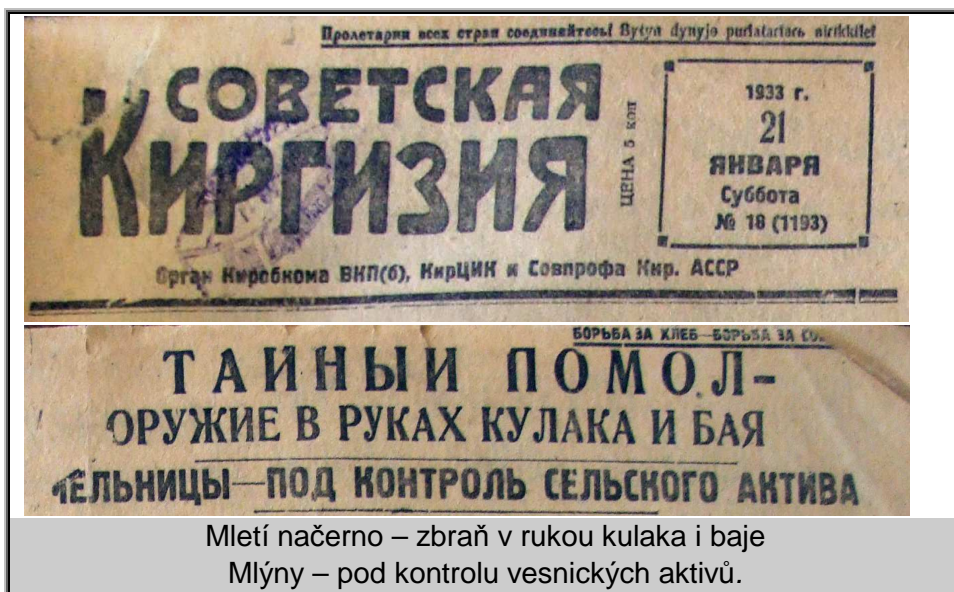 Пролетарии всех стран соединяйтесь! Bytyn dynyjo
СОВЕТСКАЯ
КИРГИЗИЯ
ЦЕНА 5 коп
1933 г.
21
ЯНВАРЯ
Суббота
№ 18 (1193)
Орган Киробкома ВКП(б), КирЦИК и Совпрофа Кир. АССР
БОРЬБА ЗА ХЛЕБ—БОРЬБА ЗА
ТАЙНЫЙ ПОМОЛ-
ОРУЖИЕ В РУКАХ КУЛАКА И БАЯ
ЕЛЬНИЦЫ—ПОД КОНТРОЛЬ СЕЛЬСКОГО АКТИВА
Mletí načerno – zbraň v rukou kulaka i baje
Mlýny – pod kontrolu vesnických aktivů.